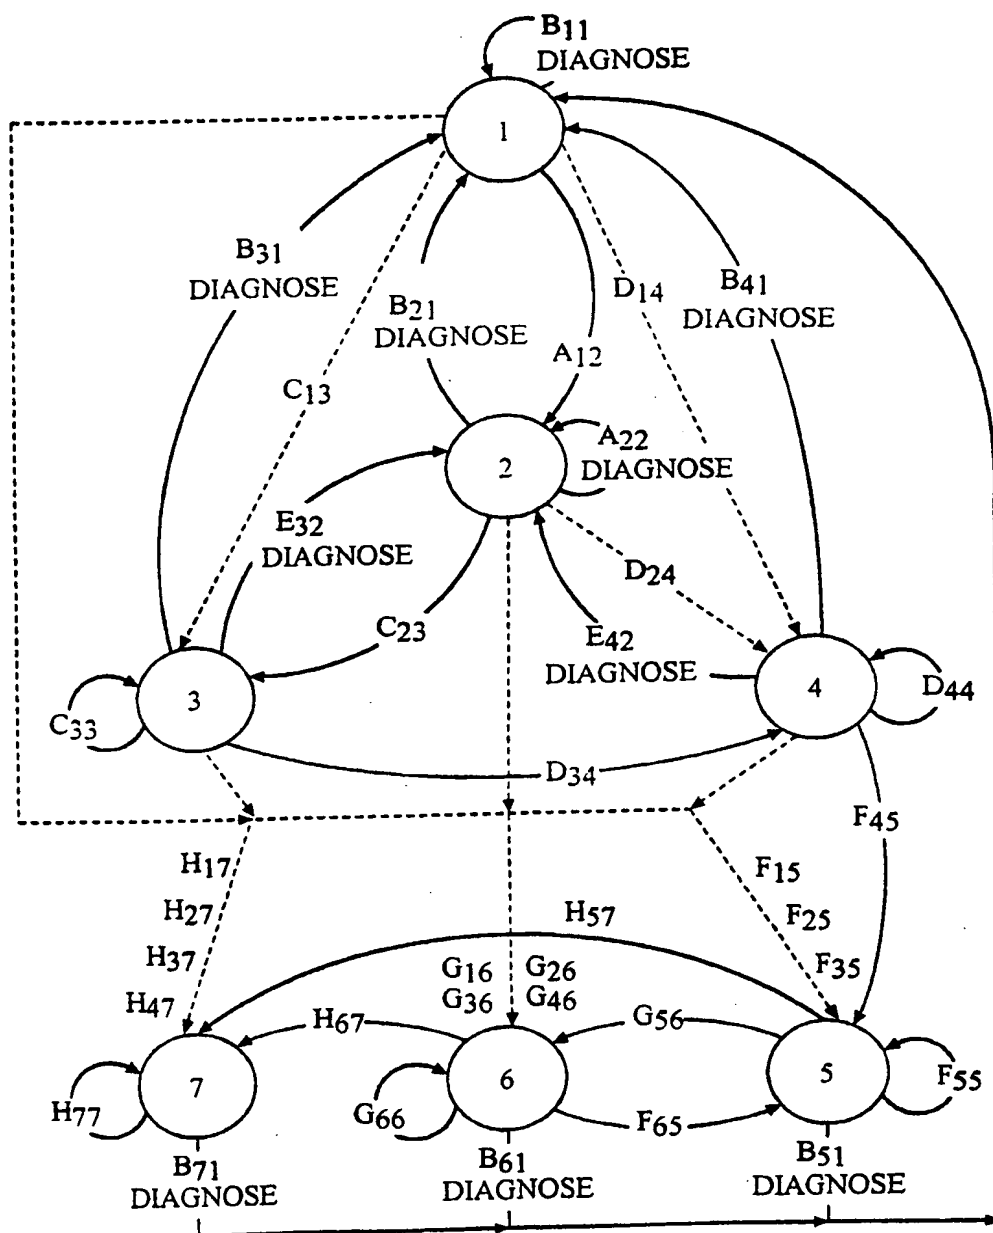 B11
DIAGNOSE
1
B31
DIAGNOSE
B21
DIAGNOSE
D14
B41
DIAGNOSE
A12
C13
2
A22
DIAGNOSE
E32
DIAGNOSE
D24
C23
E42
DIAGNOSE
3
4
C33
D44
D34
F45
H17
H27
H37
H47
F15
F25
F35
H57
G16 G26
G36 G46
H67
G56
7
6
5
H77
G66
F55
F65
B71
DIAGNOSE
B61
DIAGNOSE
B51
DIAGNOSE